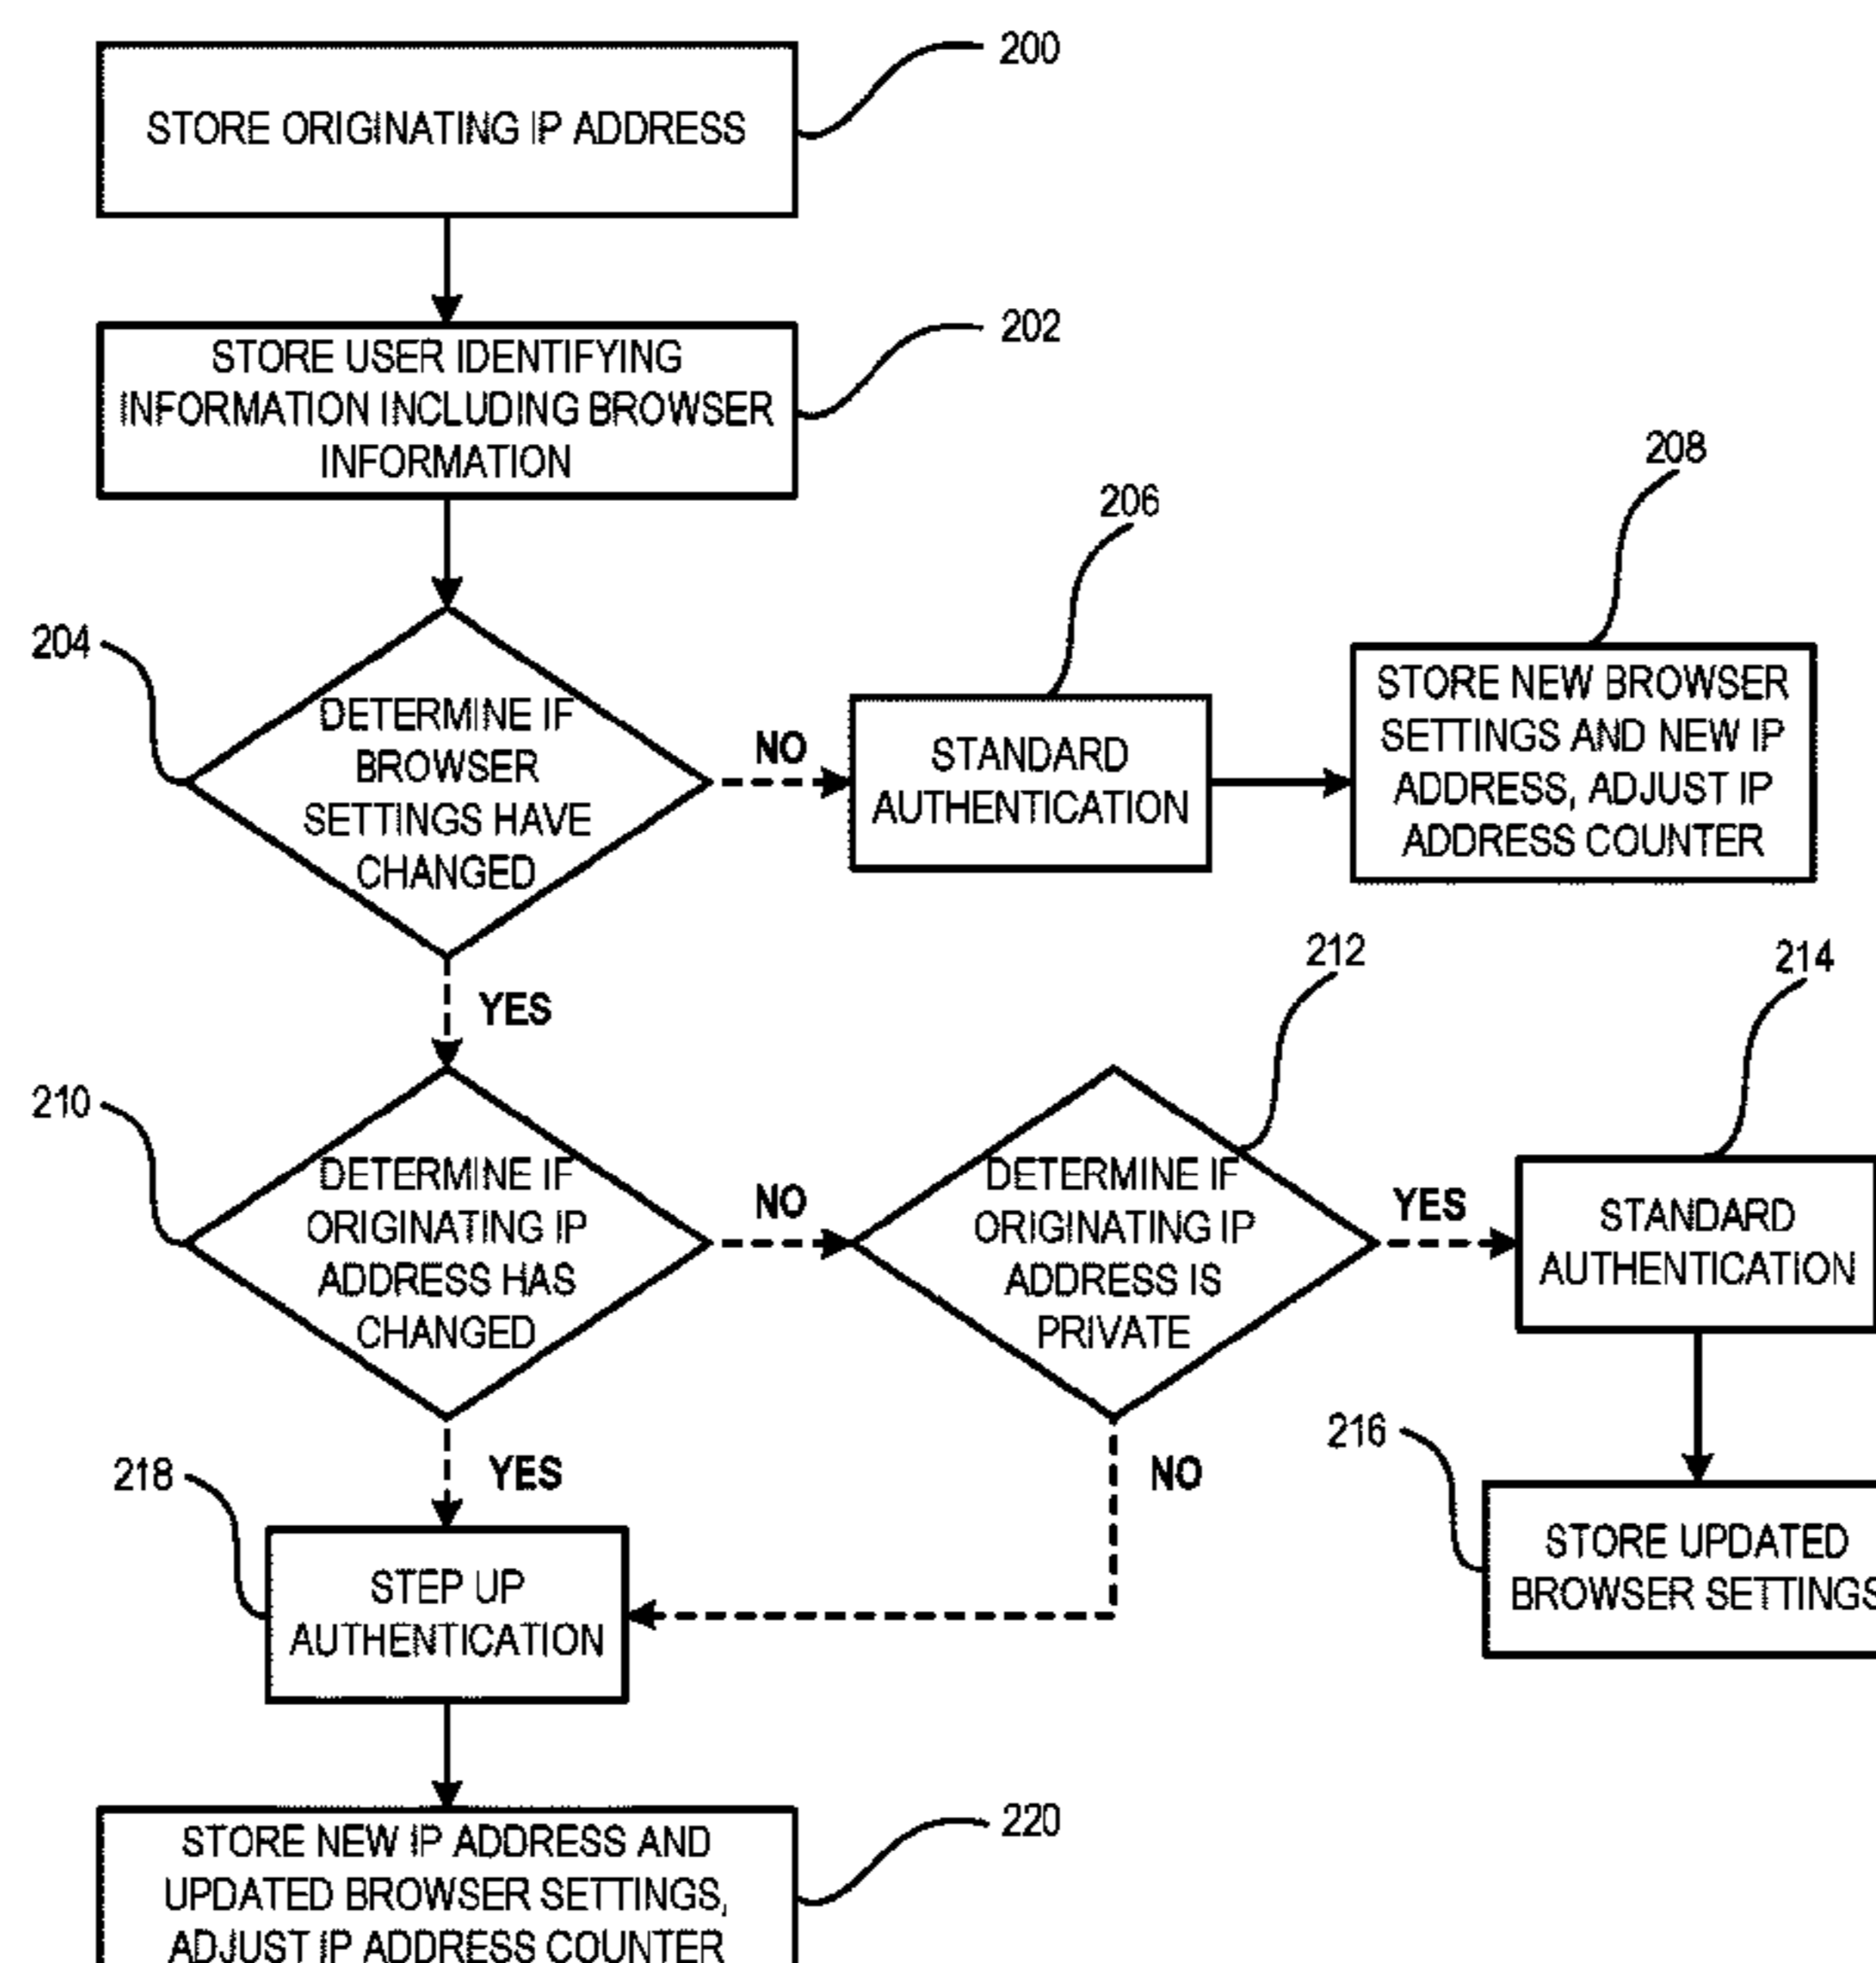 200
STORE ORIGINATING IP ADDRESS
202
STORE USER IDENTIFYING
INFORMATION INCLUDING BROWSER
INFORMATION
204
DETERMINE IF
BROWSER
SETTINGS HAVE
CHANGED
NO
206
STANDARD
AUTHENTICATION
208
STORE NEW BROWSER
SETTINGS AND NEW IP
ADDRESS, ADJUST IP
ADDRESS COUNTER
YES
210
DETERMINE IF
ORIGINATING IP
ADDRESS HAS
CHANGED
NO
212
DETERMINE IF
ORIGINATING IP
ADDRESS IS
PRIVATE
YES
214
STANDARD
AUTHENTICATION
216
STORE UPDATED
BROWSER SETTINGS
NO
YES
218
STEP UP
AUTHENTICATION
220
STORE NEW IP ADDRESS AND
UPDATED BROWSER SETTINGS,
ADJUST IP ADDRESS COUNTER